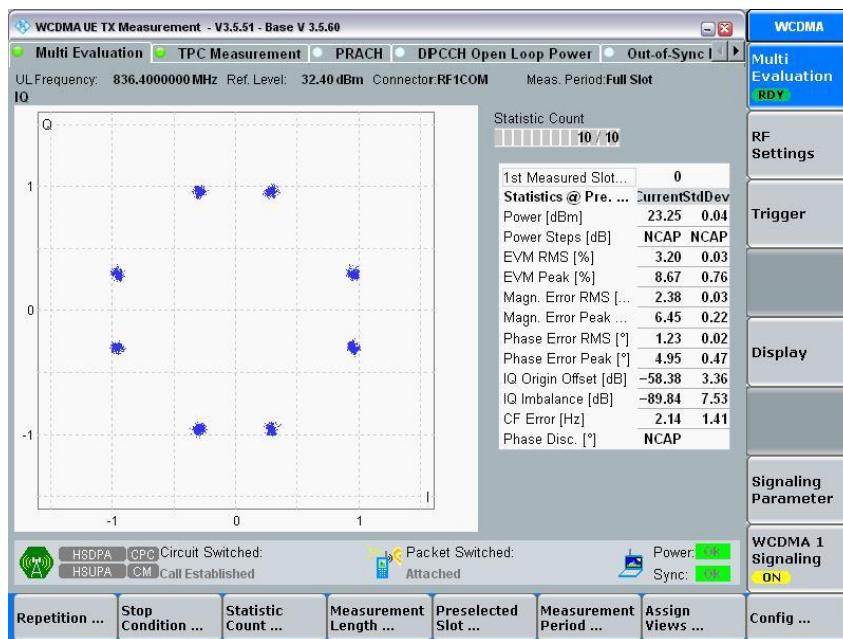 WCDMA UE TX Measurement - V3.5.51 - Base V 3.5.60
WCDMA
Multi Evaluation TPC Measurement PRACH DPCCH Open Loop Power Out-of-Sync
Multi
Evaluation
RDY
UL Frequency: 836.4000000 MHz Ref. Level: 32.40 dBm Connector: RF1COM Meas. Period: Full Slot
IQ
Q
1
0
-1
-1 0 1
I
Statistic Count
10 / 10
1st Measured Slot... 0
Statistics @ Pre. ... Current StdDev
Power [dBm] 23.25 0.04
Power Steps [dB] NCAP NCAP
EVM RMS [%] 3.20 0.03
EVM Peak [%] 8.67 0.76
Magn. Error RMS [... 2.38 0.03
Magn. Error Peak ... 6.45 0.22
Phase Error RMS [°] 1.23 0.02
Phase Error Peak [°] 4.95 0.47
IQ Origin Offset [dB] -58.38 3.36
IQ Imbalance [dB] -89.84 7.53
CF Error [Hz] 2.14 1.41
Phase Disc. [°] NCAP
RF
Settings
Trigger
Display
Signaling
Parameter
WCDMA 1
Signaling
ON
HSDPA CPC Circuit Switched: Packet Switched: Power: OK
HSUPA CM Call Established Attached Sync: OK
Repetition ...
Stop
Condition ...
Statistic
Count ...
Measurement
Length ...
Preselected
Slot ...
Measurement
Period ...
Assign
Views ...
Config ...